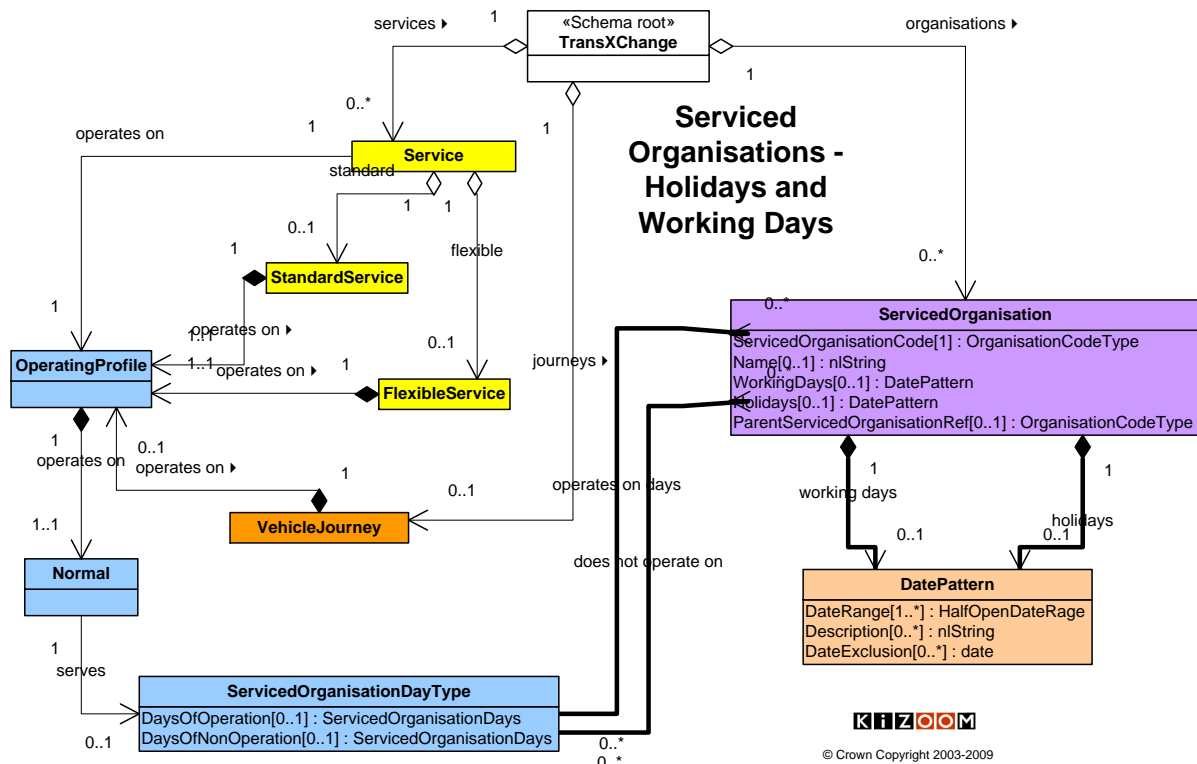 services
1
«Schema root»
TransXChange
organisations
1
0..*
1
1
operates on
Service
standard
Serviced
Organisations -
Holidays and
Working Days
1
1
0..1
flexible
1
StandardService
0..*
1
operates on
1..1
0..1
0..*
ServicedOrganisation
ServicedOrganisationCode[1] : OrganisationCodeType
Name[0..1] : nlString
WorkingDays[0..1] : DatePattern
Holidays[0..1] : DatePattern
ParentServicedOrganisationRef[0..1] : OrganisationCodeType
0..*
OperatingProfile
1..1
operates on
1
journeys
FlexibleService
1
operates on
0..1
operates on
1
0..1
VehicleJourney
operates on days
does not operate on
1
working days
1
holidays
0..1
0..1
1..1
Normal
DatePattern
DateRange[1..*] : HalfOpenDateRage
Description[0..*] : nlString
DateExclusion[0..*] : date
1
serves
0..1
ServicedOrganisationDayType
DaysOfOperation[0..1] : ServicedOrganisationDays
DaysOfNonOperation[0..1] : ServicedOrganisationDays
0..*
0..*
KiZOOM
© Crown Copyright 2003-2009